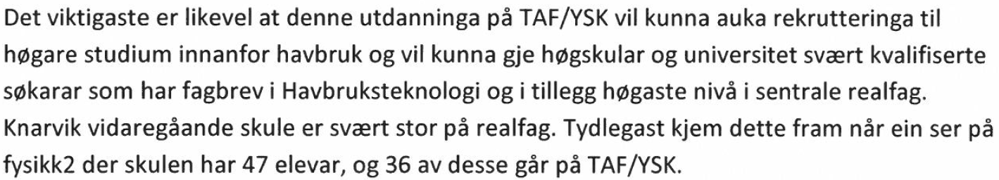 Det viktigaste er likevel at denne utdanninga på TAF/YSK vil kunna auka rekrutteringa til
høgare studium innanfor havbruk og vil kunna gje høgskular og universitet svært kvalifiserte
søkarar som har fagbrev i Havbruksteknologi og i tillegg høgaste nivå i sentrale realfag.
Knarvik vidaregåande skule er svært stor på realfag. Tydlegast kjem dette fram når ein ser på
fysikk2 der skulen har 47 elevar, og 36 av desse går på TAF/YSK.